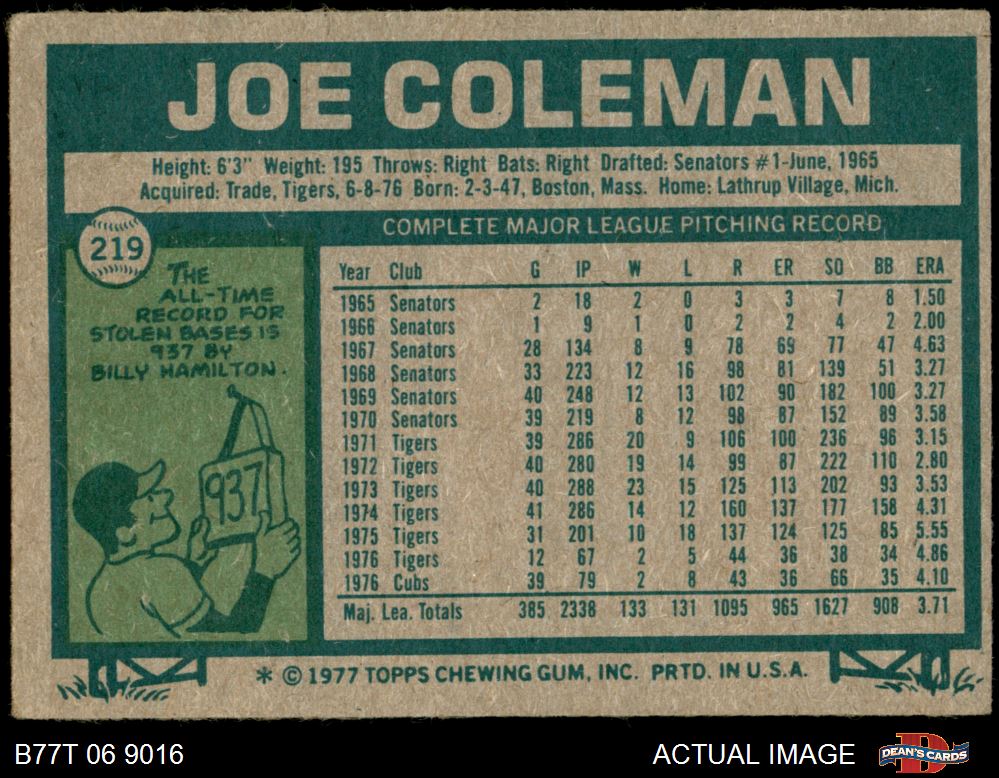 JOE COLEMAN
Height: 6'3" Weight: 195 Throws: Right Bats: Right Drafted: Senators #1-June, 1965
Acquired: Trade, Tigers, 6-8-76 Born: 2-3-47, Boston, Mass. Home: Lathrup Village, Mich.
219
THE
ALL-TIME
RECORD FOR
STOLEN BASES IS
937 BY
BILLY HAMILTON.
937
COMPLETE MAJOR LEAGUE PITCHING RECORD
Year Club G IP W L R ER SO BB ERA
1965 Senators 2 18 2 0 3 3 7 8 1.50
1966 Senators 1 9 1 0 2 2 4 2 2.00
1967 Senators 28 134 8 9 78 69 77 47 4.63
1968 Senators 33 223 12 16 98 81 139 51 3.27
1969 Senators 40 248 12 13 102 90 182 100 3.27
1970 Senators 39 219 8 12 98 87 152 89 3.58
1971 Tigers 39 286 20 9 106 100 236 96 3.15
1972 Tigers 40 280 19 14 99 87 222 110 2.80
1973 Tigers 40 288 23 15 125 113 202 93 3.53
1974 Tigers 41 286 14 12 160 137 177 158 4.31
1975 Tigers 31 201 10 18 137 124 125 85 5.55
1976 Tigers 12 67 2 5 44 36 38 34 4.86
1976 Cubs 39 79 2 8 43 36 66 35 4.10
Maj. Lea. Totals 385 2338 133 131 1095 965 1627 908 3.71
* © 1977 TOPPS CHEWING GUM, INC. PRTD. IN U.S.A.
B77T 06 9016
ACTUAL IMAGE
D
DEAN'S CARDS